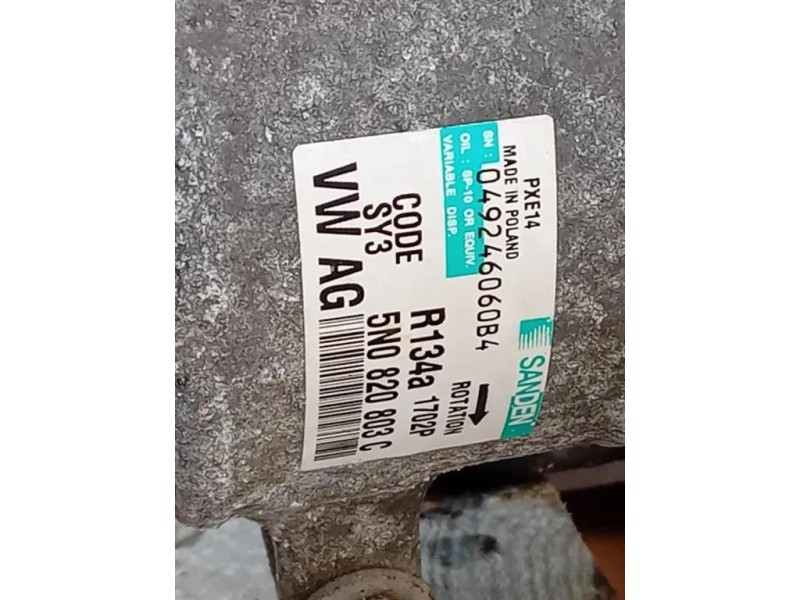 PXE14
MADE IN POLAND
SANDEN
SN : 049246060B4
OIL : SP-10 OR EQUIV.
VARIABLE DISP.
ROTATION
CODE
SY3
R134a 1702P
5N0 820 803 C
VW AG